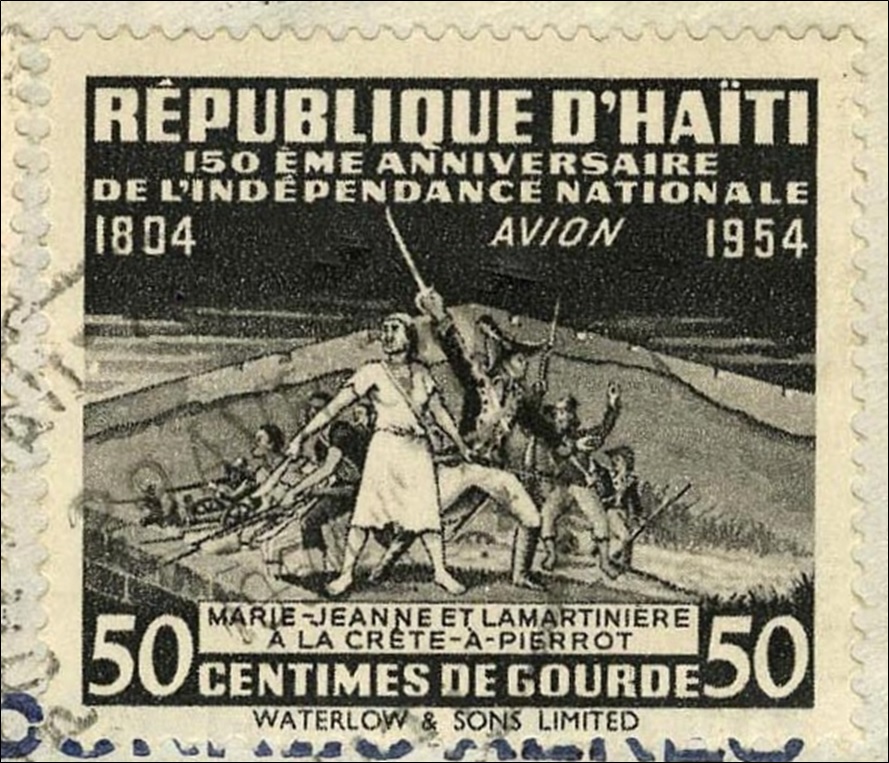 RÉPUBLIQUE D'HAÏTI
150 ÈME ANNIVERSAIRE
DE L'INDÉPENDANCE NATIONALE
1804 AVION 1954
MARIE-JEANNE ET LAMARTINIÈRE
A LA CRÊTE-À-PIERROT
50 CENTIMES DE GOURDE 50
WATERLOW & SONS LIMITED